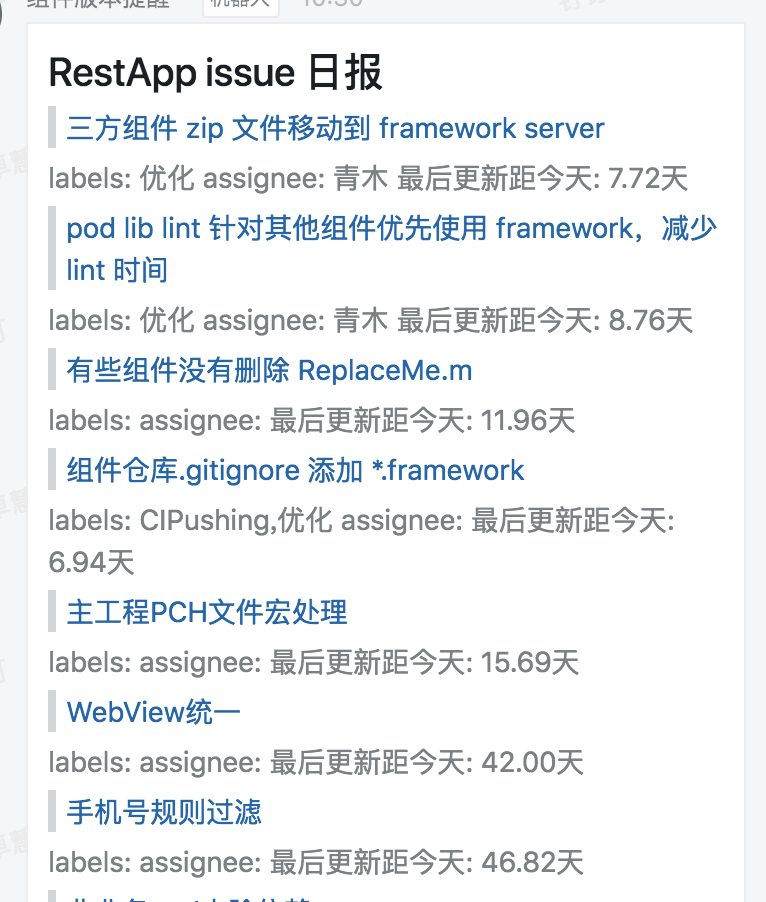 组件版本提醒 机器人 10:30
RestApp issue 日报
三方组件 zip 文件移动到 framework server
labels: 优化 assignee: 青木 最后更新距今天: 7.72天
pod lib lint 针对其他组件优先使用 framework，减少
lint 时间
labels: 优化 assignee: 青木 最后更新距今天: 8.76天
有些组件没有删除 ReplaceMe.m
labels: assignee: 最后更新距今天: 11.96天
组件仓库.gitignore 添加 *.framework
labels: CIPushing,优化 assignee: 最后更新距今天:
6.94天
主工程PCH文件宏处理
labels: assignee: 最后更新距今天: 15.69天
WebView统一
labels: assignee: 最后更新距今天: 42.00天
手机号规则过滤
labels: assignee: 最后更新距今天: 46.82天